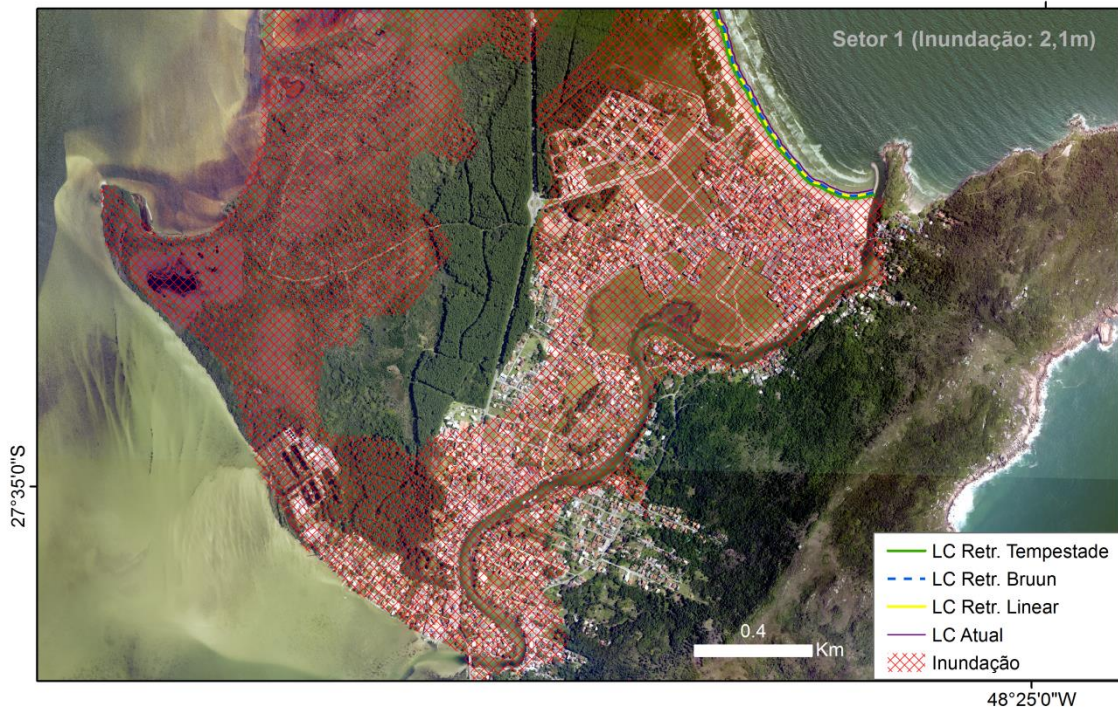 Setor 1 (Inundação: 2,1m)
27°35'0"S
LC Retr. Tempestade
LC Retr. Bruun
LC Retr. Linear
LC Atual
Inundação
0.4
Km
48°25'0"W